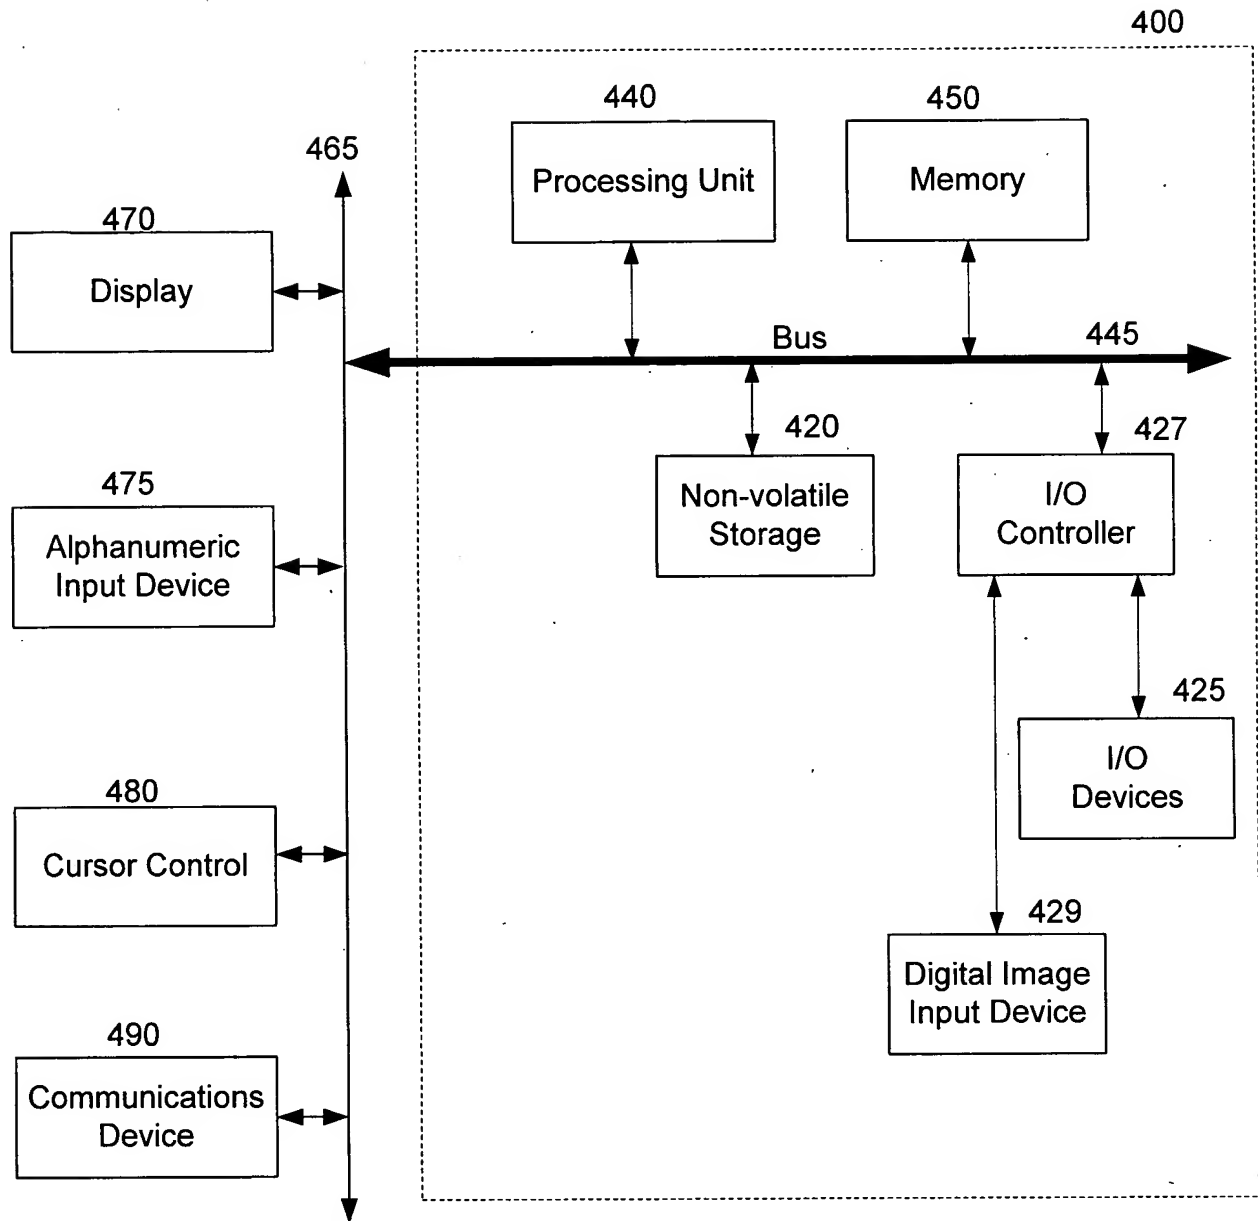 400
440
450
465
Processing Unit
Memory
470
Display
Bus
445
420
427
475
Non-volatile
Storage
I/O
Controller
Alphanumeric
Input Device
425
I/O
Devices
480
Cursor Control
429
Digital Image
Input Device
490
Communications
Device